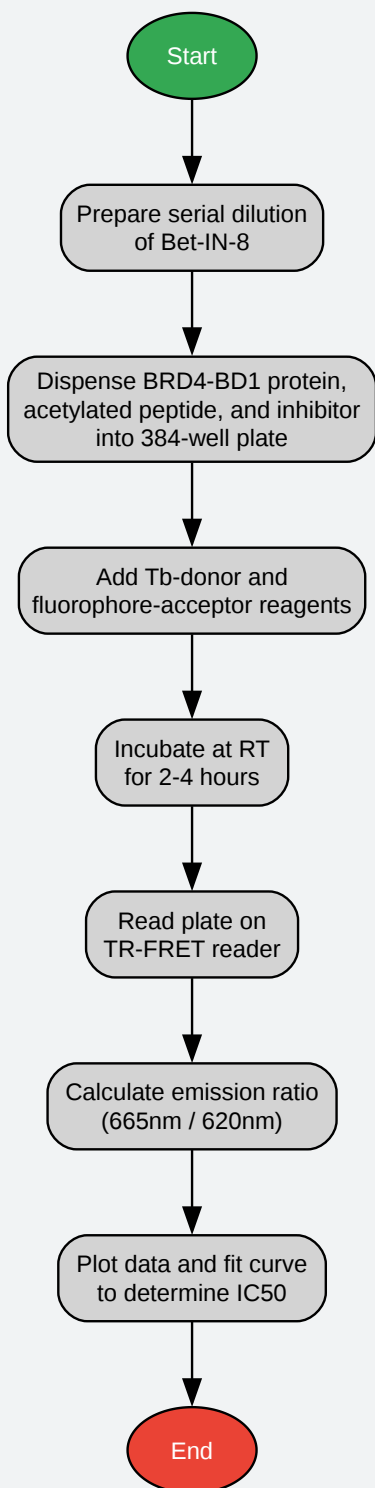 Start
Prepare serial dilution
of Bet-IN-8
Dispense BRD4-BD1 protein,
acetylated peptide, and inhibitor
into 384-well plate
Add Tb-donor and
fluorophore-acceptor reagents
Incubate at RT
for 2-4 hours
Read plate on
TR-FRET reader
Calculate emission ratio
(665nm / 620nm)
Plot data and fit curve
to determine IC50
End